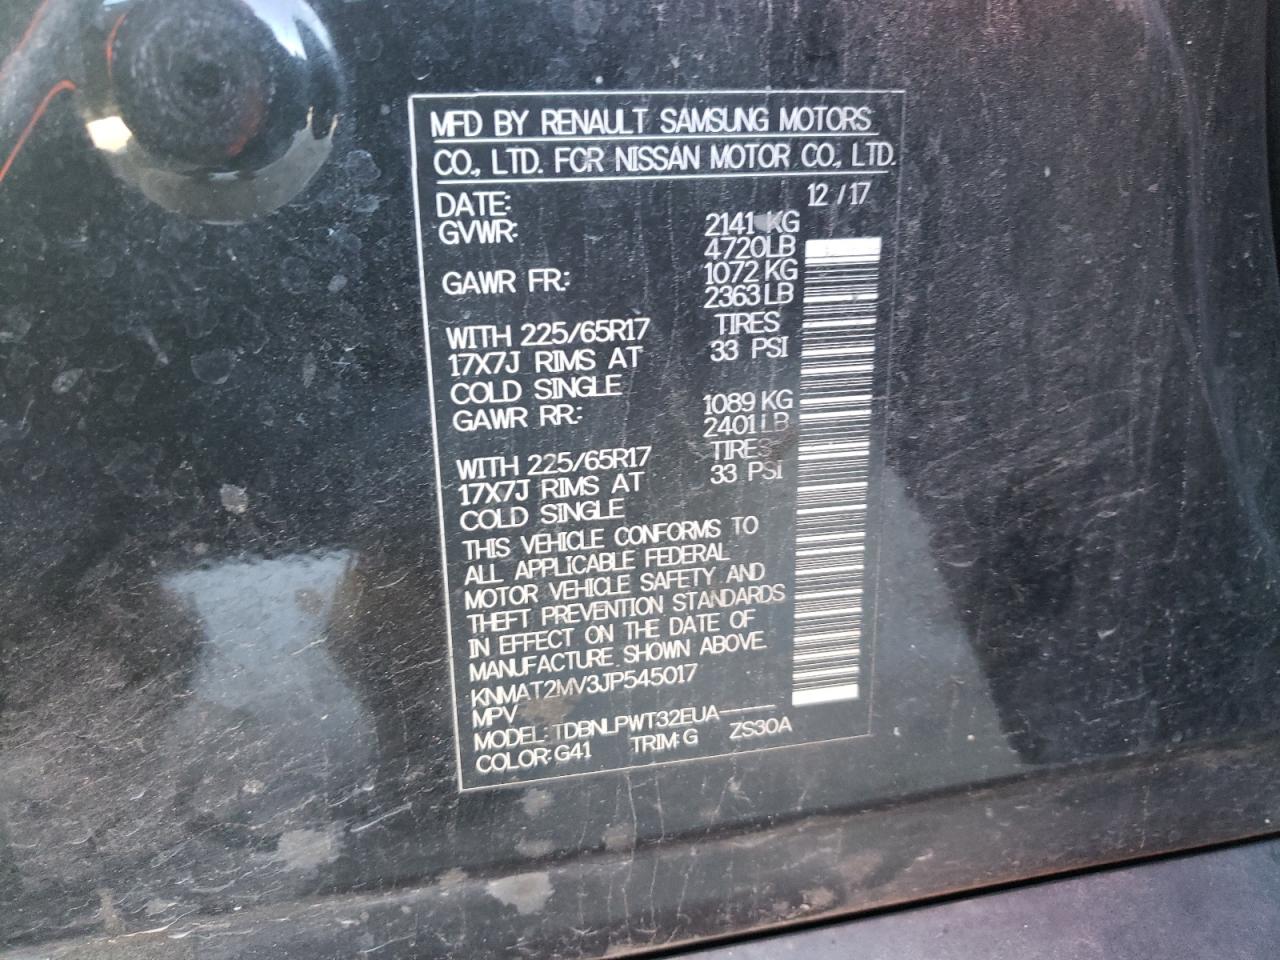 MFD BY RENAULT SAMSUNG MOTORS
CO., LTD. FOR NISSAN MOTOR CO., LTD.
DATE: 12 / 17
GVWR: 2141 KG
4720LB
GAWR FR: 1072 KG
2363 LB
WITH 225/65R17 TIRES
17X7J RIMS AT 33 PSI
COLD SINGLE
GAWR RR: 1089 KG
2401 LB
WITH 225/65R17 TIRES
17X7J RIMS AT 33 PSI
COLD SINGLE
THIS VEHICLE CONFORMS TO
ALL APPLICABLE FEDERAL
MOTOR VEHICLE SAFETY AND
THEFT PREVENTION STANDARDS
IN EFFECT ON THE DATE OF
MANUFACTURE SHOWN ABOVE.
KNMAT2MV3JP545017
MPV
MODEL: TDBNLPWT32EUA-----
COLOR: G41 TRIM: G ZS30A